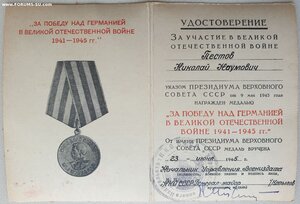 www.FORUMS-SU.com
"ЗА ПОБЕДУ НАД ГЕРМАНИЕЙ
В ВЕЛИКОЙ ОТЕЧЕСТВЕННОЙ ВОЙНЕ
1941—1945 гг."
УДОСТОВЕРЕНИЕ
ЗА УЧАСТИЕ В ВЕЛИКОЙ
ОТЕЧЕСТВЕННОЙ ВОЙНЕ
Пестов
Николай Наумович
УКАЗОМ ПРЕЗИДИУМА ВЕРХОВНОГО
СОВЕТА СССР от 9 мая 1945 года
НАГРАЖДЕН МЕДАЛЬЮ
"ЗА ПОБЕДУ НАД ГЕРМАНИЕЙ
В ВЕЛИКОЙ ОТЕЧЕСТВЕННОЙ
ВОЙНЕ 1941—1945 гг."
ОТ ИМЕНИ ПРЕЗИДИУМА ВЕРХОВНОГО
СОВЕТА СССР МЕДАЛЬ ВРУЧЕНА
23
Начальник Управления